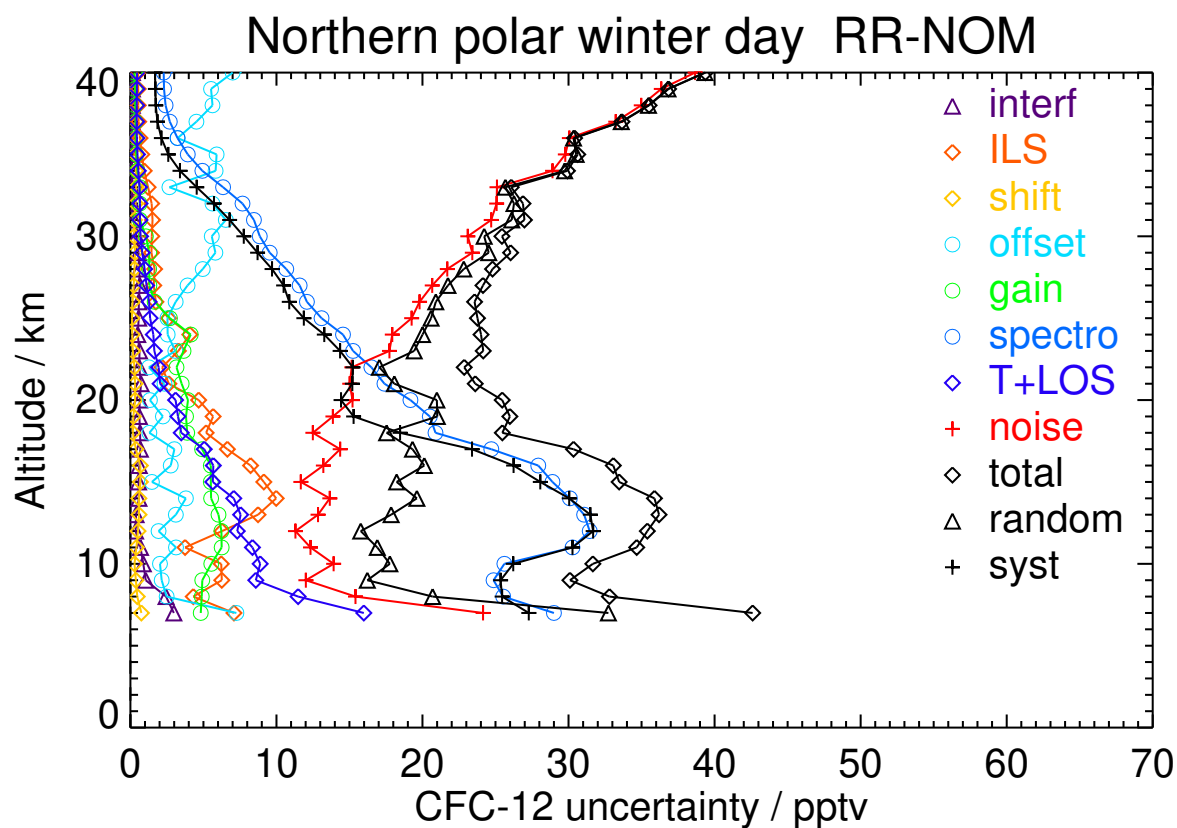 Northern polar winter day  RR-NOM
Altitude / km
40
30
20
10
0
interf
ILS
shift
offset
gain
spectro
T+LOS
noise
total
random
syst
0 10 20 30 40 50 60 70
CFC-12 uncertainty / pptv